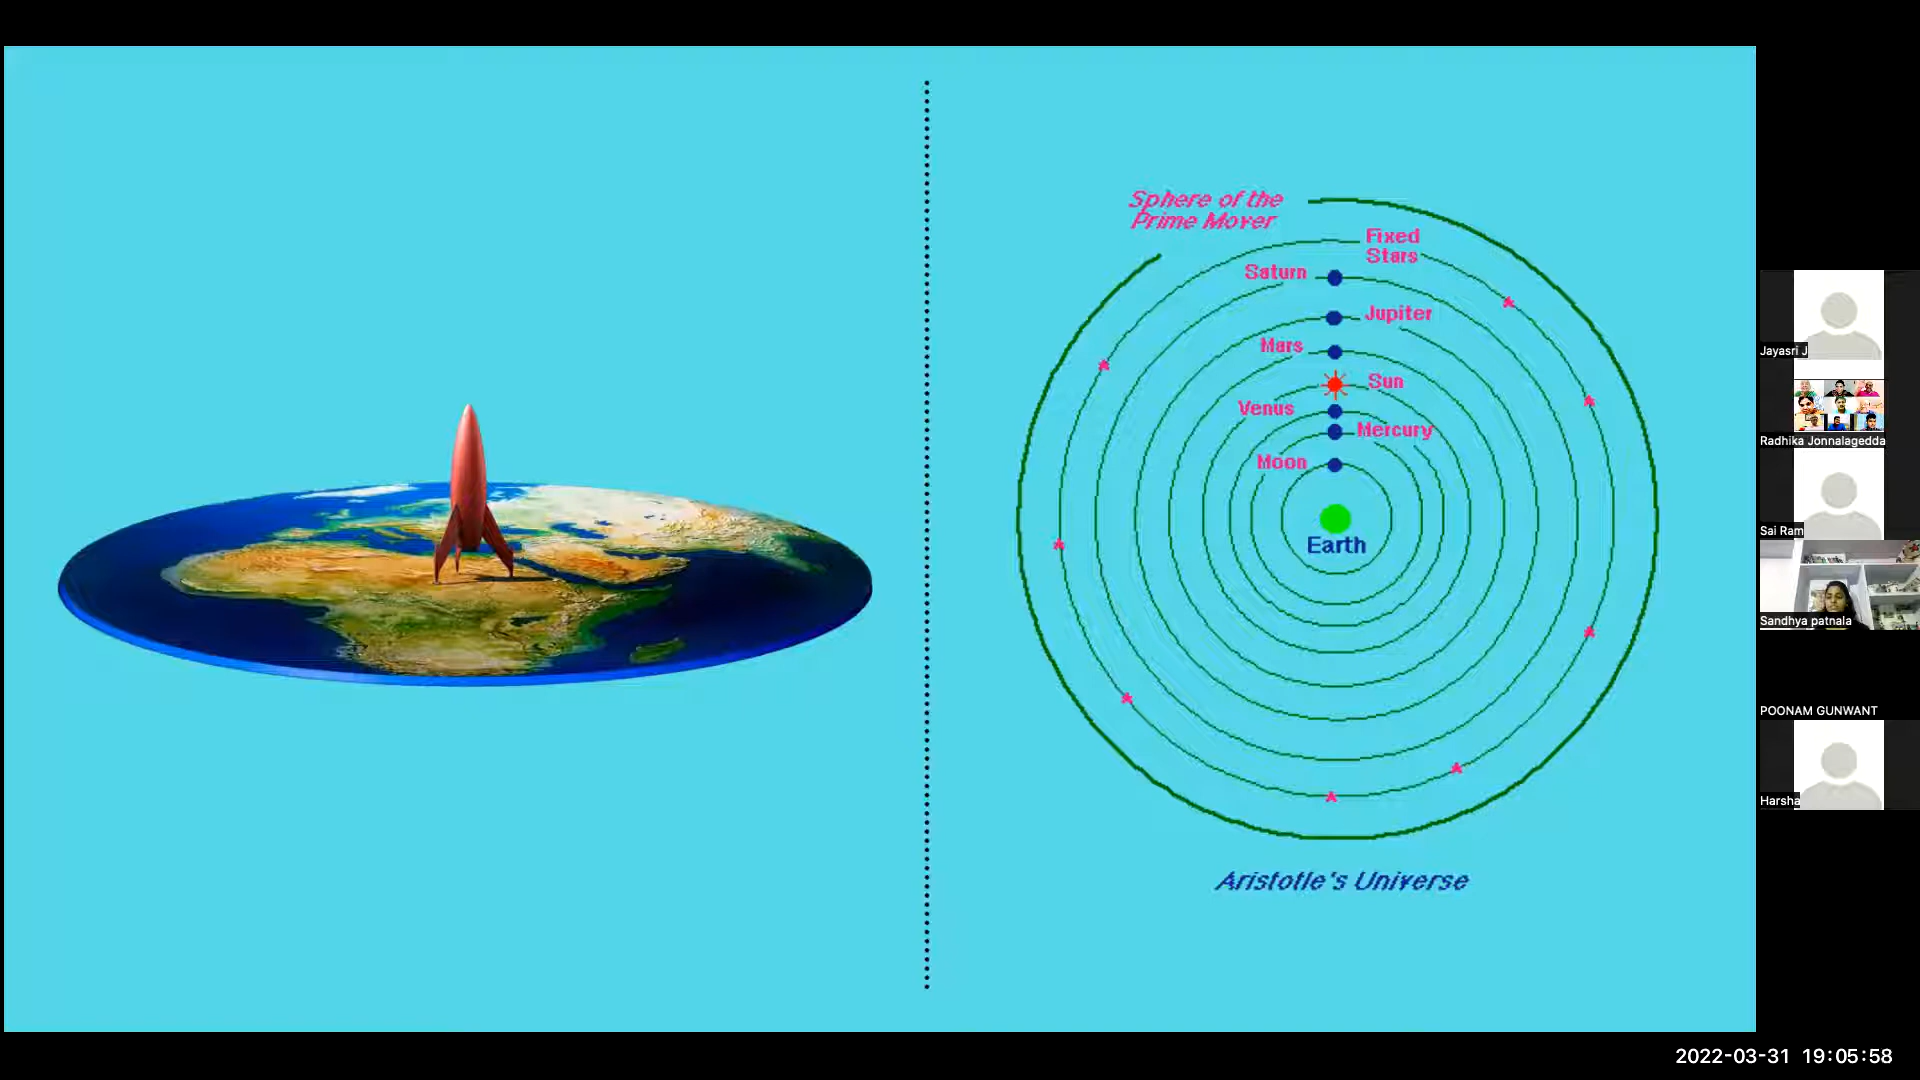 Sphere of the
Prime Mover
Fixed
Stars
Saturn
Jupiter
Mars
Sun
Venus
Mercury
Moon
Earth
Aristotle's Universe
Jayasri J
Radhika Jonnalagedda
Sai Ram
Sandhya patnala
POONAM GUNWANT
Harsha
2022-03-31 19:05:58